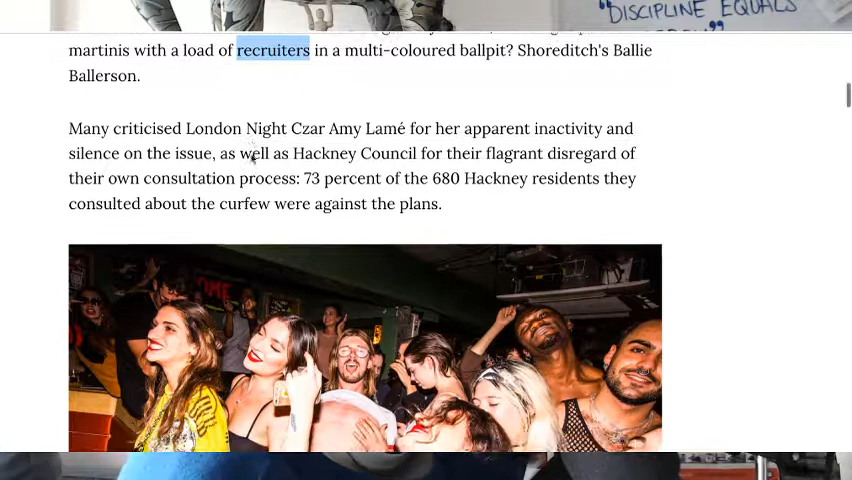 "DISCIPLINE EQUALS
martinis with a load of recruiters in a multi-coloured ballpit? Shoreditch's Ballie
Ballerson.
Many criticised London Night Czar Amy Lamé for her apparent inactivity and
silence on the issue, as well as Hackney Council for their flagrant disregard of
their own consultation process: 73 percent of the 680 Hackney residents they
consulted about the curfew were against the plans.